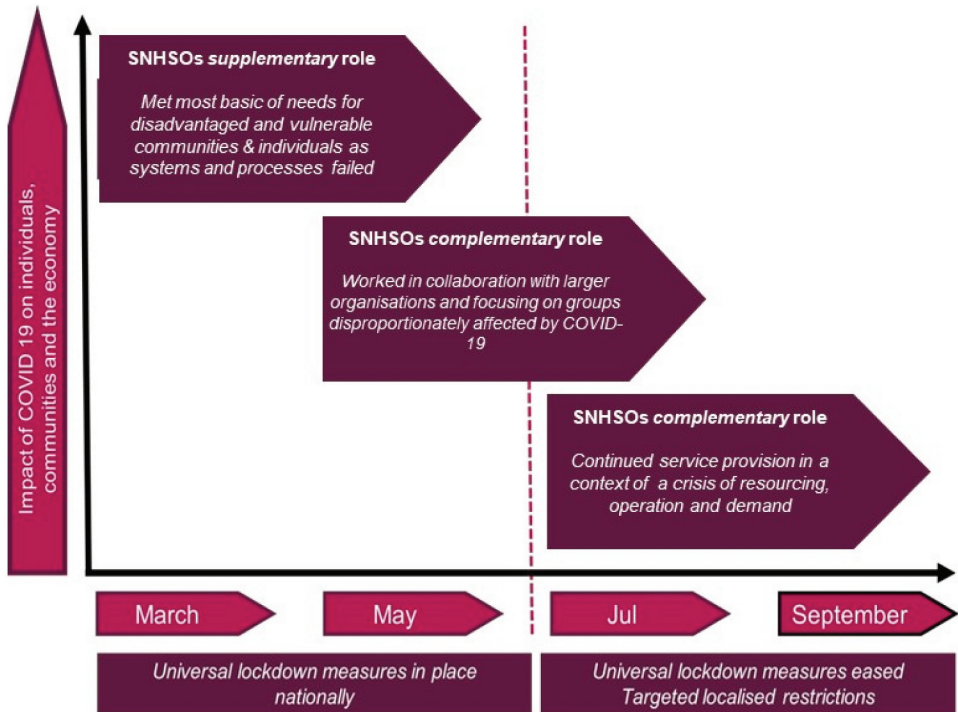 Impact of COVID 19 on individuals,
communities and the economy
SNHSOs supplementary role
Met most basic of needs for
disadvantaged and vulnerable
communities & individuals as
systems and processes failed
SNHSOs complementary role
Worked in collaboration with larger
organisations and focusing on groups
disproportionately affected by COVID-
19
SNHSOs complementary role
Continued service provision in a
context of a crisis of resourcing,
operation and demand
March
May
Jul
September
Universal lockdown measures in place
nationally
Universal lockdown measures eased
Targeted localised restrictions